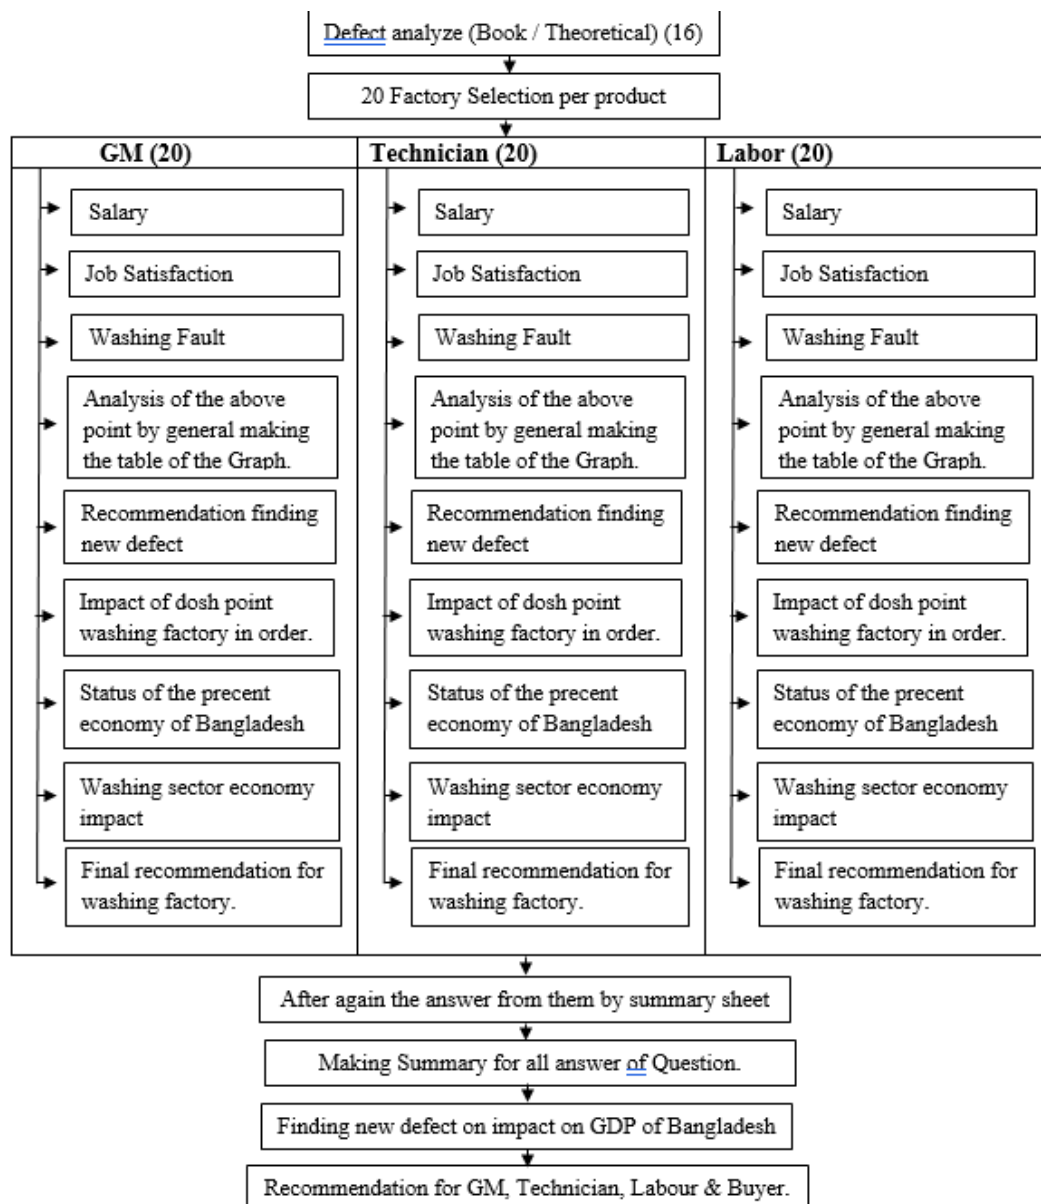 Defect analyze (Book / Theoretical) (16)
20 Factory Selection per product
GM (20)
Salary
Job Satisfaction
Washing Fault
Analysis of the above
point by general making
the table of the Graph.
Recommendation finding
new defect
Impact of dosh point
washing factory in order.
Status of the precent
economy of Bangladesh
Washing sector economy
impact
Final recommendation for
washing factory.
Technician (20)
Salary
Job Satisfaction
Washing Fault
Analysis of the above
point by general making
the table of the Graph.
Recommendation finding
new defect
Impact of dosh point
washing factory in order.
Status of the precent
economy of Bangladesh
Washing sector economy
impact
Final recommendation for
washing factory.
Labor (20)
Salary
Job Satisfaction
Washing Fault
Analysis of the above
point by general making
the table of the Graph.
Recommendation finding
new defect
Impact of dosh point
washing factory in order.
Status of the precent
economy of Bangladesh
Washing sector economy
impact
Final recommendation for
washing factory.
After again the answer from them by summary sheet
Making Summary for all answer of Question.
Finding new defect on impact on GDP of Bangladesh
Recommendation for GM, Technician, Labour & Buyer.